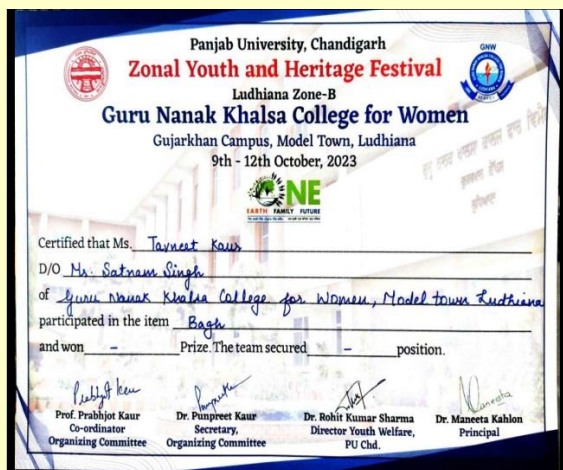 Panjab University, Chandigarh
Zonal Youth and Heritage Festival
Ludhiana Zone-B
GNW
Guru Nanak Khalsa College for Women
Gujarkhan Campus, Model Town, Ludhiana
9th - 12th October, 2023
ONE
EARTH FAMILY FUTURE
Certified that Ms. Tavneet Kaur
D/O Mr. Satnam Singh
of Guru Nanak Khalsa College for Women, Model town Ludhiana
participated in the item Bagh
and won - Prize. The team secured - position.
Prof. Prabhjot Kaur
Co-ordinator
Organizing Committee
Dr. Punpreet Kaur
Secretary,
Organizing Committee
Dr. Rohit Kumar Sharma
Director Youth Welfare,
PU Chd.
Dr. Maneeta Kahlon
Principal